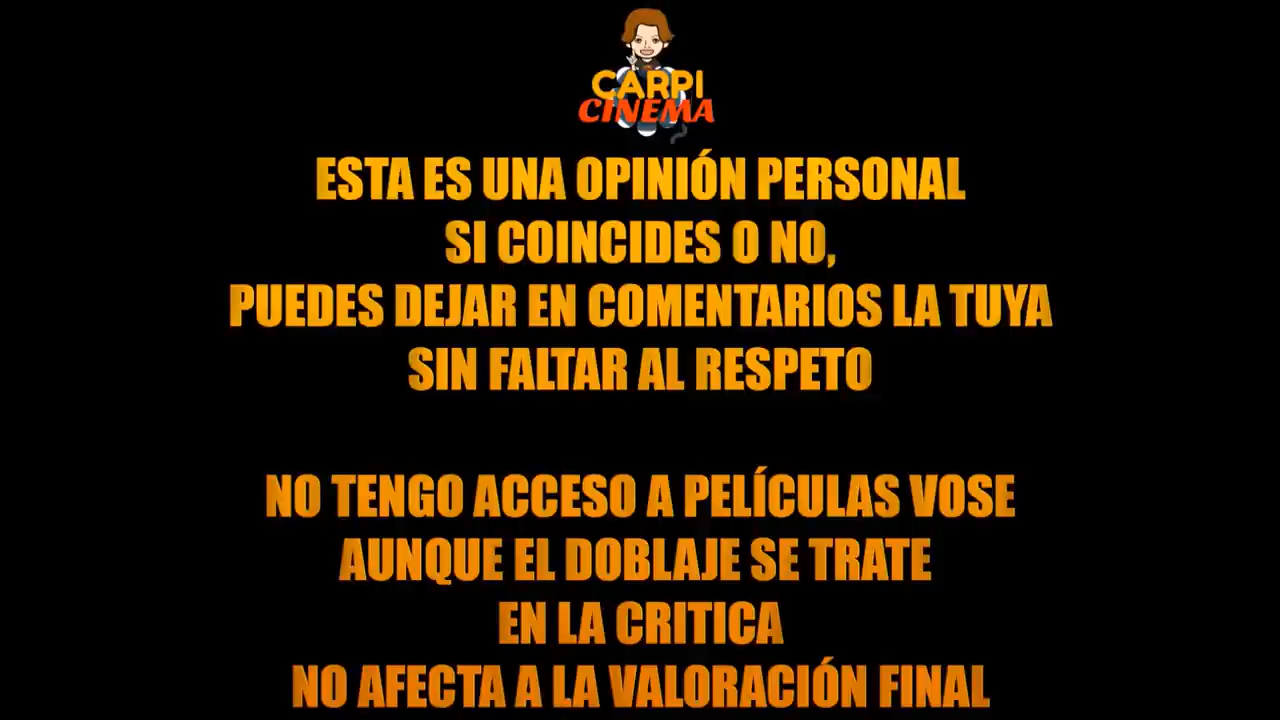 CARPI
CINEMA
ESTA ES UNA OPINIÓN PERSONAL
SI COINCIDES O NO,
PUEDES DEJAR EN COMENTARIOS LA TUYA
SIN FALTAR AL RESPETO
NO TENGO ACCESO A PELÍCULAS VOSE
AUNQUE EL DOBLAJE SE TRATE
EN LA CRITICA
NO AFECTA A LA VALORACIÓN FINAL